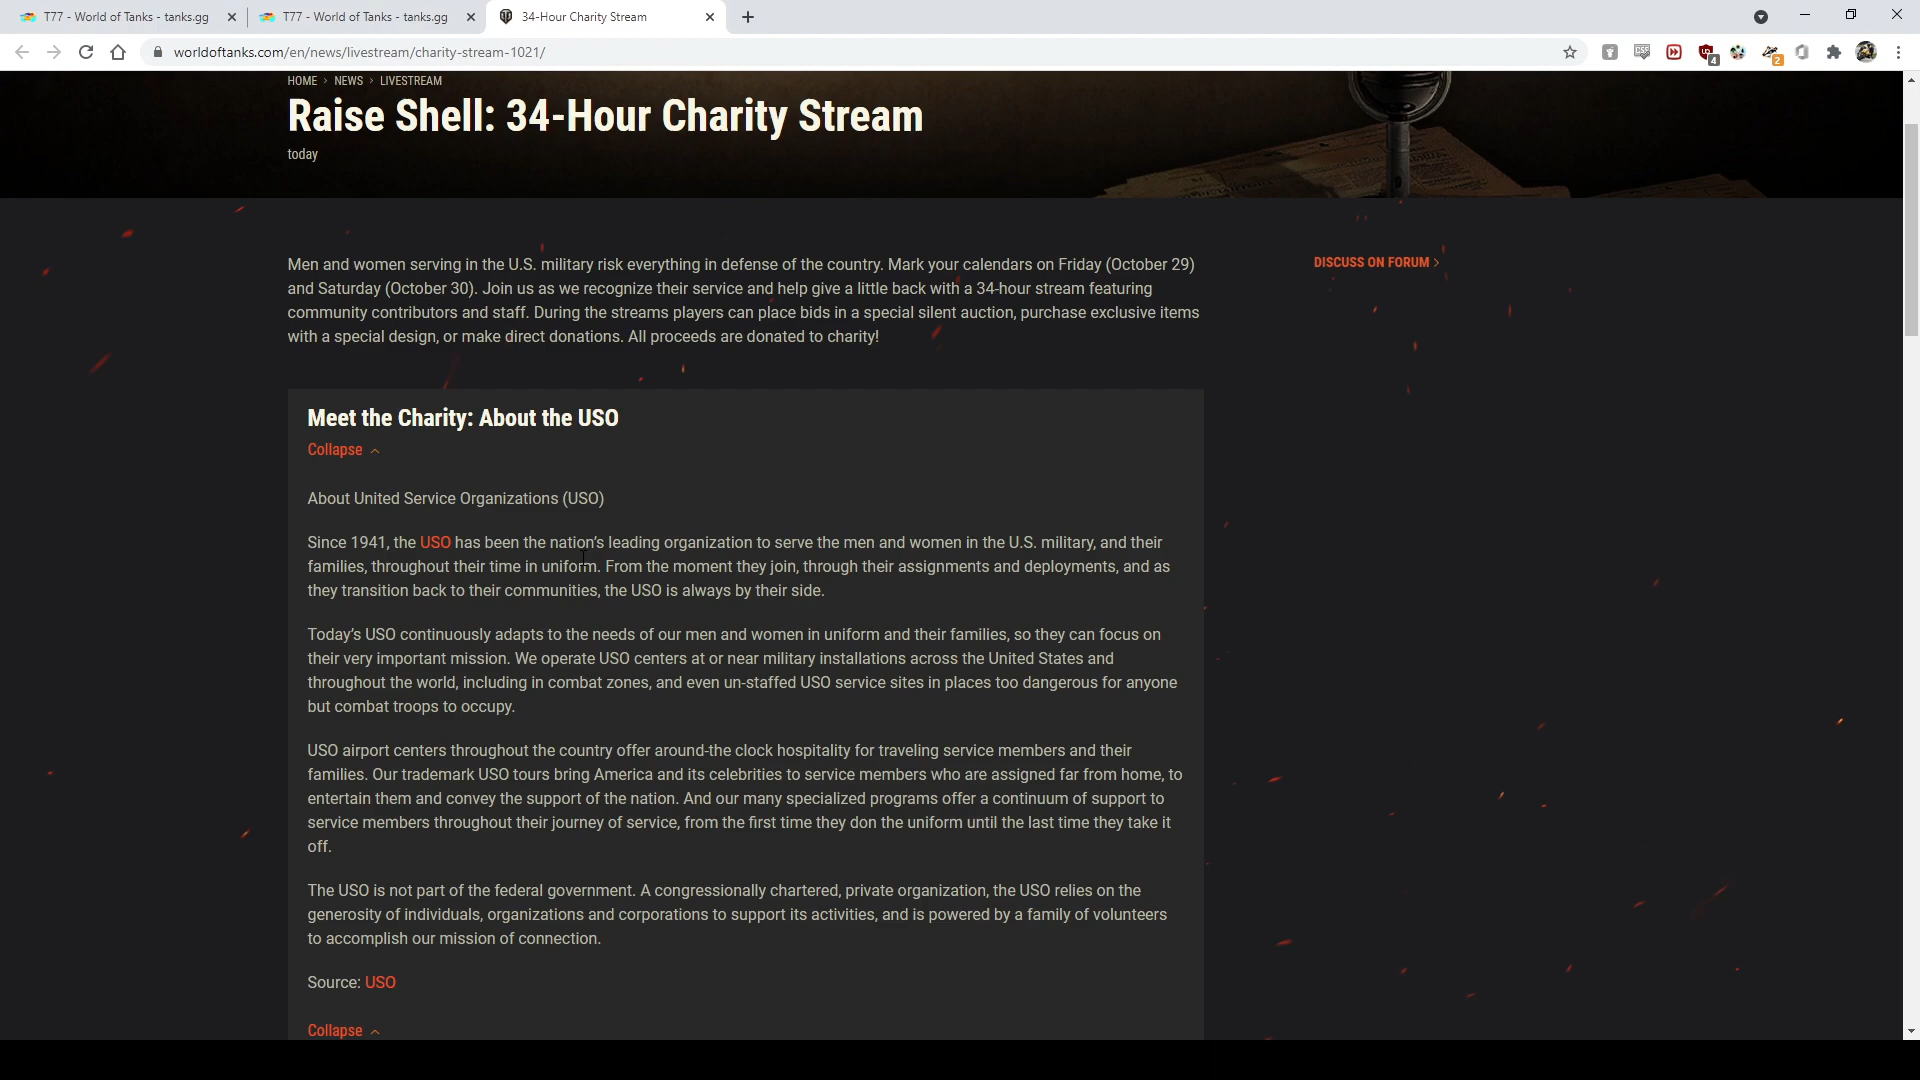 T77 - World of Tanks - tanks.gg
T77 - World of Tanks - tanks.gg
34-Hour Charity Stream
worldoftanks.com/en/news/livestream/charity-stream-1021/
4
2
HOME > NEWS > LIVESTREAM
Raise Shell: 34-Hour Charity Stream
today
Men and women serving in the U.S. military risk everything in defense of the country. Mark your calendars on Friday (October 29)
and Saturday (October 30). Join us as we recognize their service and help give a little back with a 34-hour stream featuring
community contributors and staff. During the streams players can place bids in a special silent auction, purchase exclusive items
with a special design, or make direct donations. All proceeds are donated to charity!
DISCUSS ON FORUM >
Meet the Charity: About the USO
Collapse
About United Service Organizations (USO)
Since 1941, the USO has been the nation's leading organization to serve the men and women in the U.S. military, and their
families, throughout their time in uniform. From the moment they join, through their assignments and deployments, and as
they transition back to their communities, the USO is always by their side.
Today's USO continuously adapts to the needs of our men and women in uniform and their families, so they can focus on
their very important mission. We operate USO centers at or near military installations across the United States and
throughout the world, including in combat zones, and even un-staffed USO service sites in places too dangerous for anyone
but combat troops to occupy.
USO airport centers throughout the country offer around-the clock hospitality for traveling service members and their
families. Our trademark USO tours bring America and its celebrities to service members who are assigned far from home, to
entertain them and convey the support of the nation. And our many specialized programs offer a continuum of support to
service members throughout their journey of service, from the first time they don the uniform until the last time they take it
off.
The USO is not part of the federal government. A congressionally chartered, private organization, the USO relies on the
generosity of individuals, organizations and corporations to support its activities, and is powered by a family of volunteers
to accomplish our mission of connection.
Source: USO
Collapse